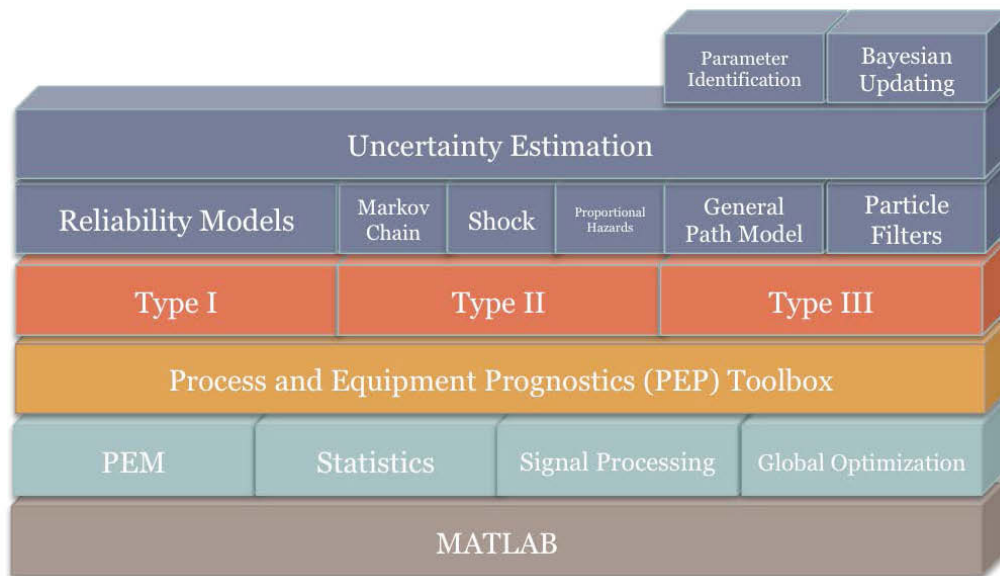 Parameter
Identification
Bayesian
Updating
Uncertainty Estimation
Reliability Models
Markov
Chain
Shock
Proportional
Hazards
General
Path Model
Particle
Filters
Type I
Type II
Type III
Process and Equipment Prognostics (PEP) Toolbox
PEM
Statistics
Signal Processing
Global Optimization
MATLAB